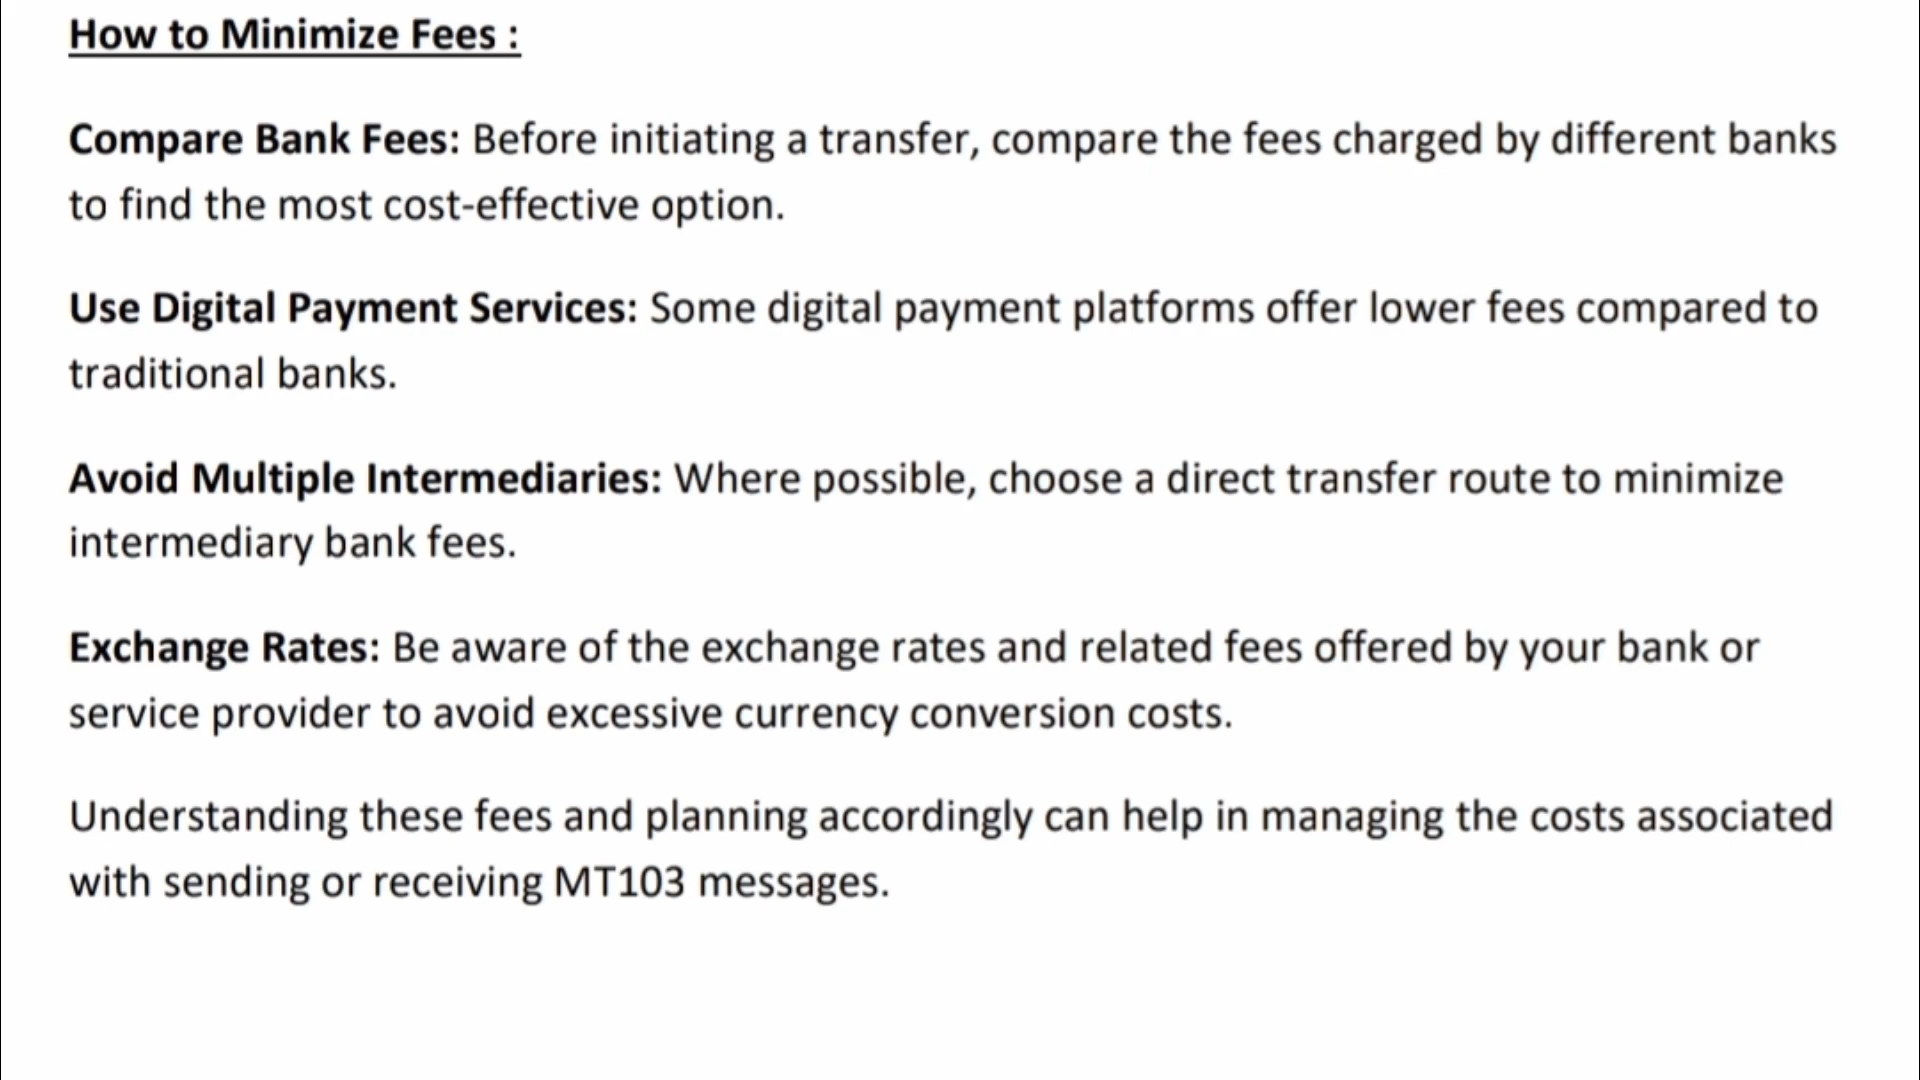 How to Minimize Fees :
Compare Bank Fees: Before initiating a transfer, compare the fees charged by different banks
to find the most cost-effective option.
Use Digital Payment Services: Some digital payment platforms offer lower fees compared to
traditional banks.
Avoid Multiple Intermediaries: Where possible, choose a direct transfer route to minimize
intermediary bank fees.
Exchange Rates: Be aware of the exchange rates and related fees offered by your bank or
service provider to avoid excessive currency conversion costs.
Understanding these fees and planning accordingly can help in managing the costs associated
with sending or receiving MT103 messages.